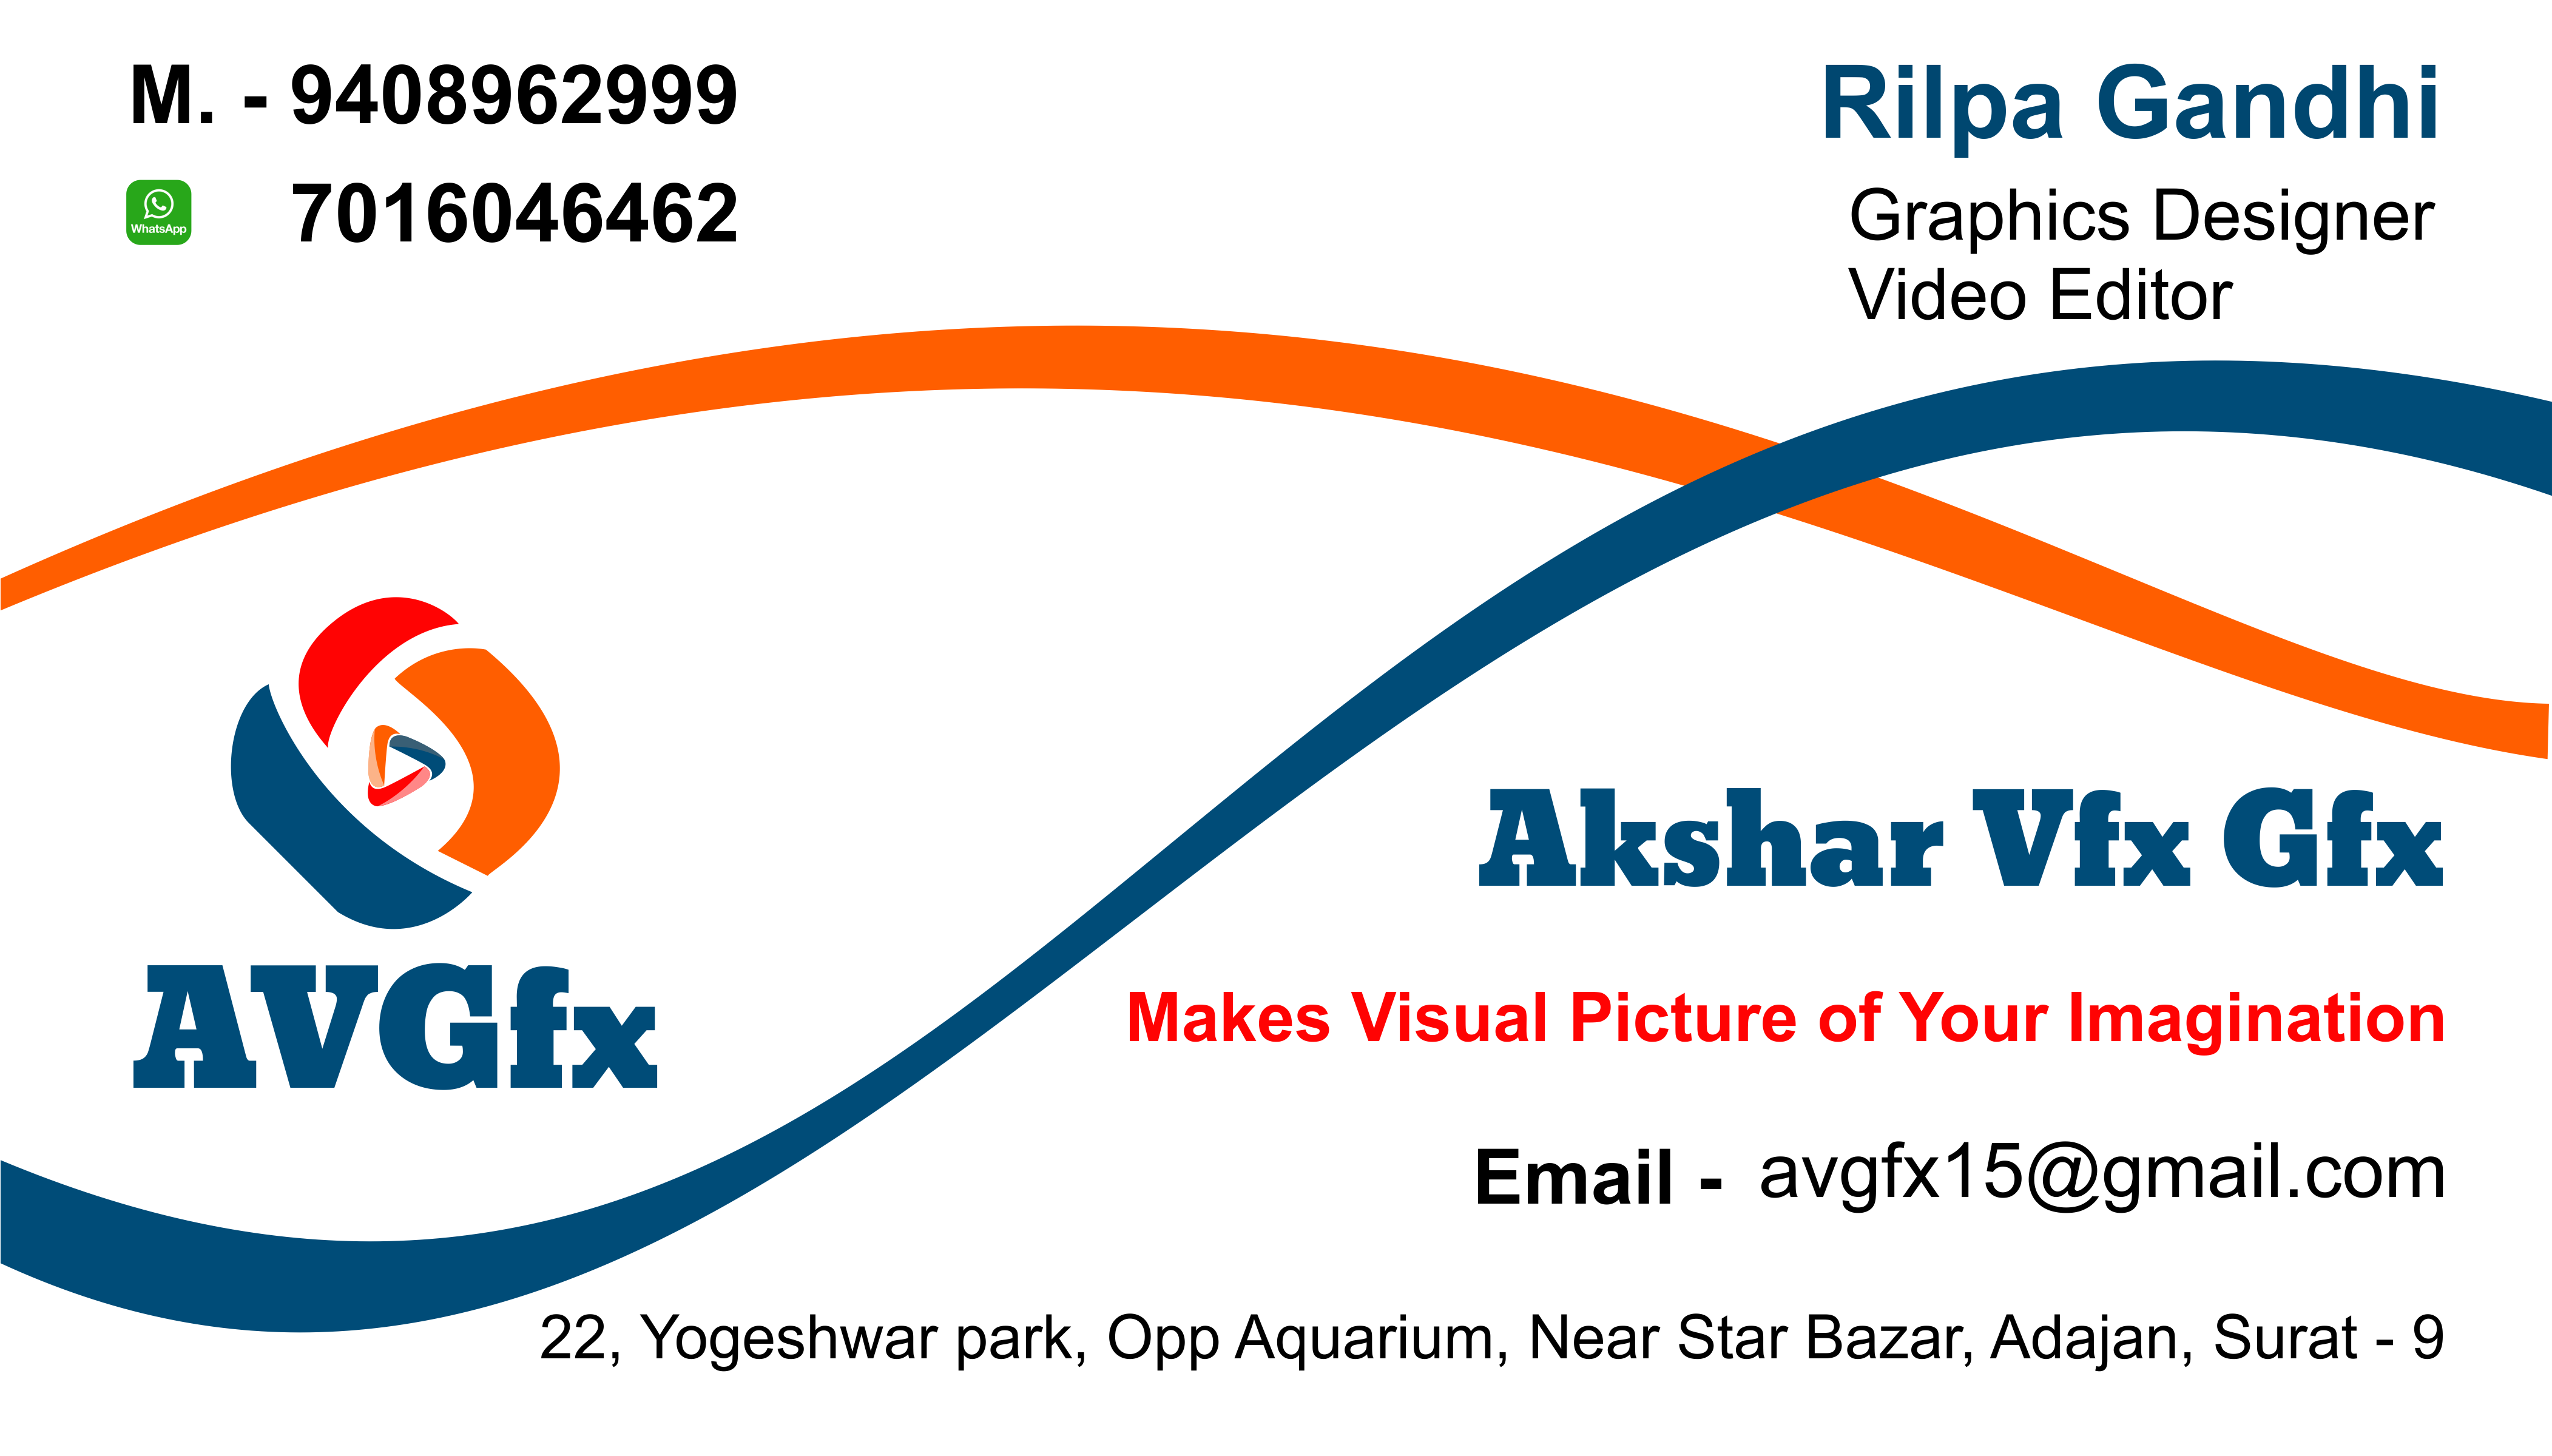 M. - 9408962999
WhatsApp 7016046462
Rilpa Gandhi
Graphics Designer
Video Editor
AVGfx
Akshar Vfx Gfx
Makes Visual Picture of Your Imagination
Email - avgfx15@gmail.com
22, Yogeshwar park, Opp Aquarium, Near Star Bazar, Adajan, Surat - 9